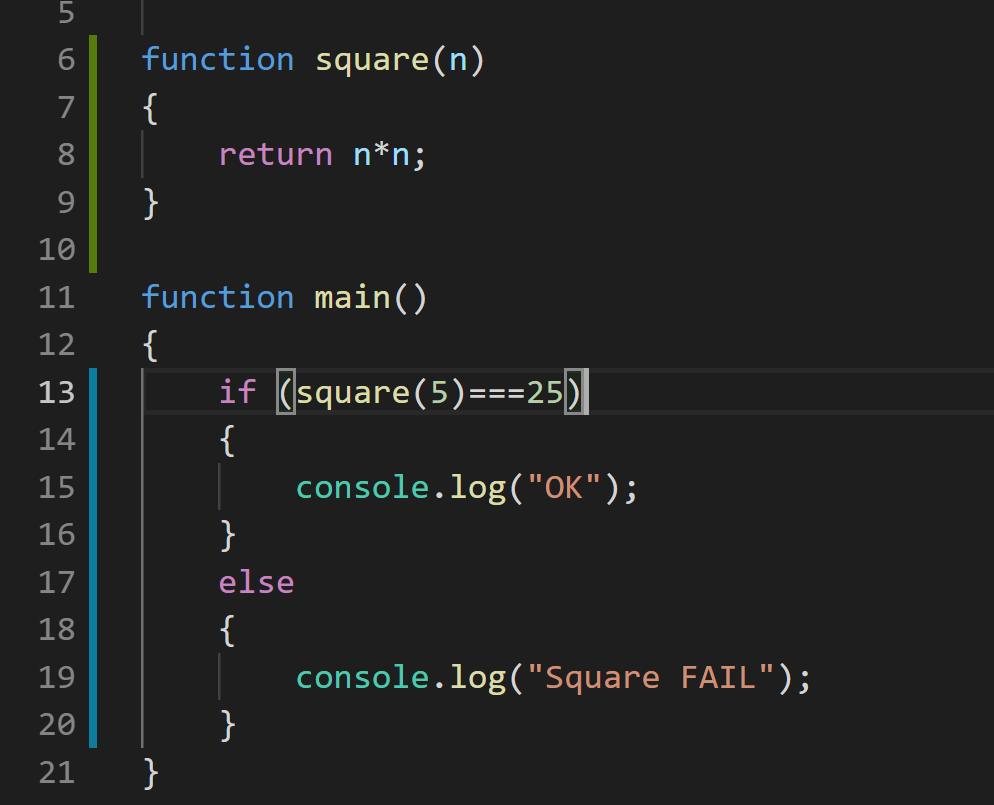 5
6 function square(n)
7 {
8 return n*n;
9 }
10
11 function main()
12 {
13 if (square(5)===25)
14 {
15 console.log("OK");
16 }
17 else
18 {
19 console.log("Square FAIL");
20 }
21 }